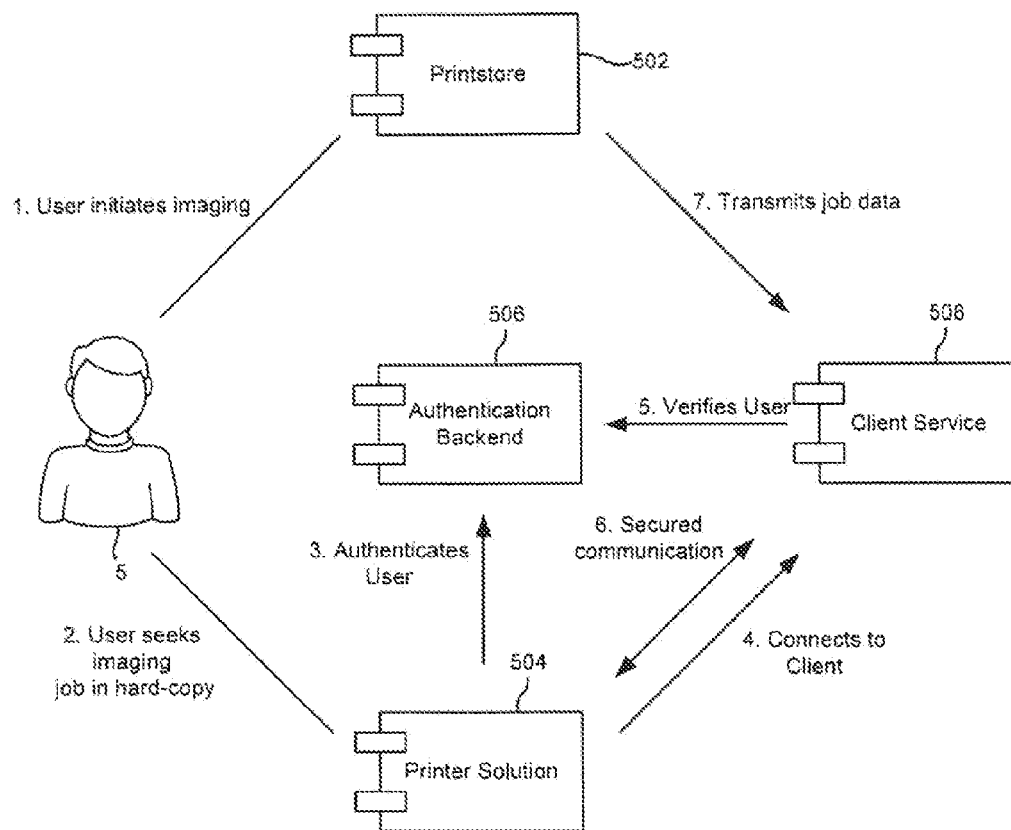 Printstore
502
1. User initiates imaging
7. Transmits job data
506
508
Authentication
Backend
5. Verifies User
Client Service
5
3. Authenticates
User
6. Secured
communication
2. User seeks
imaging
job in hard-copy
504
4. Connects to
Client
Printer Solution